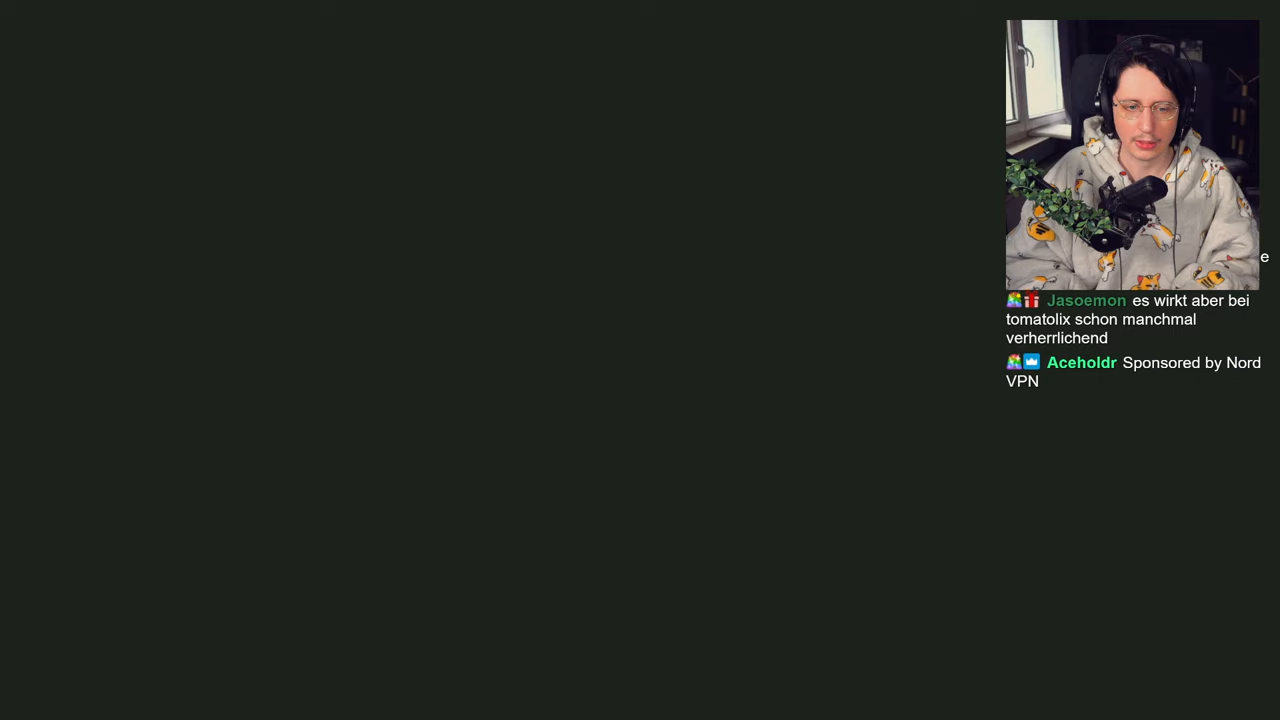 e
Jasoemon es wirkt aber bei
tomatolix schon manchmal
verherrlichend
Aceholdr Sponsored by Nord
VPN